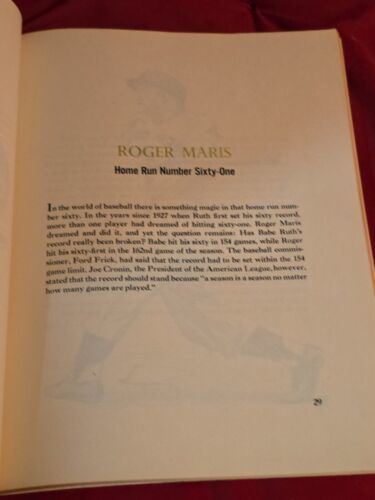 ROGER MARIS
Home Run Number Sixty-One
In the world of baseball there is something magic in that home run num-
ber sixty. In the years since 1927 when Ruth first set his sixty record,
more than one player had dreamed of hitting sixty-one. Roger Maris
dreamed and did it, and yet the question remains: Has Babe Ruth's
record really been broken? Babe hit his sixty in 154 games, while Roger
hit his sixty-first in the 162nd game of the season. The baseball commis-
sioner, Ford Frick, had said that the record had to be set within the 154
game limit. Joe Cronin, the President of the American League, however,
stated that the record should stand because "a season is a season no matter
how many games are played."
29